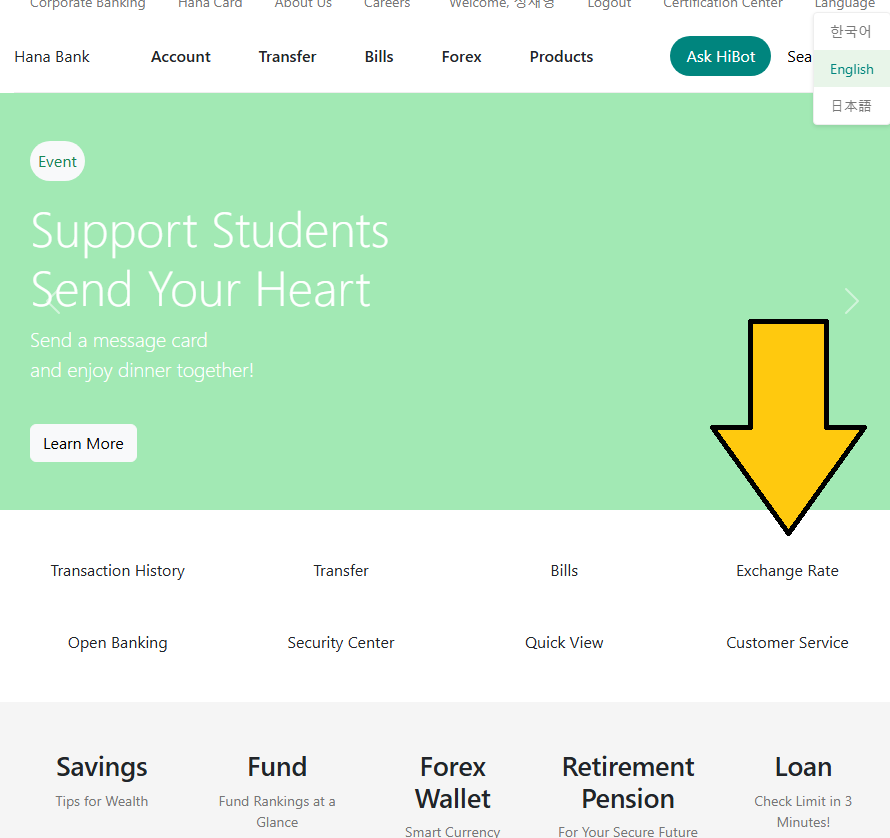 Corporate Banking Hana Card About Us Careers Welcome, 정재영 Logout Certification Center Language
한국어
Hana Bank Account Transfer Bills Forex Products Ask HiBot Sea
English
日本語
Event
Support Students
Send Your Heart
Send a message card
and enjoy dinner together!
Learn More
Transaction History Transfer Bills Exchange Rate
Open Banking Security Center Quick View Customer Service
Savings Fund Forex Retirement Loan
Wallet Pension
Tips for Wealth Fund Rankings at a Check Limit in 3
Glance Smart Currency For Your Secure Future Minutes!